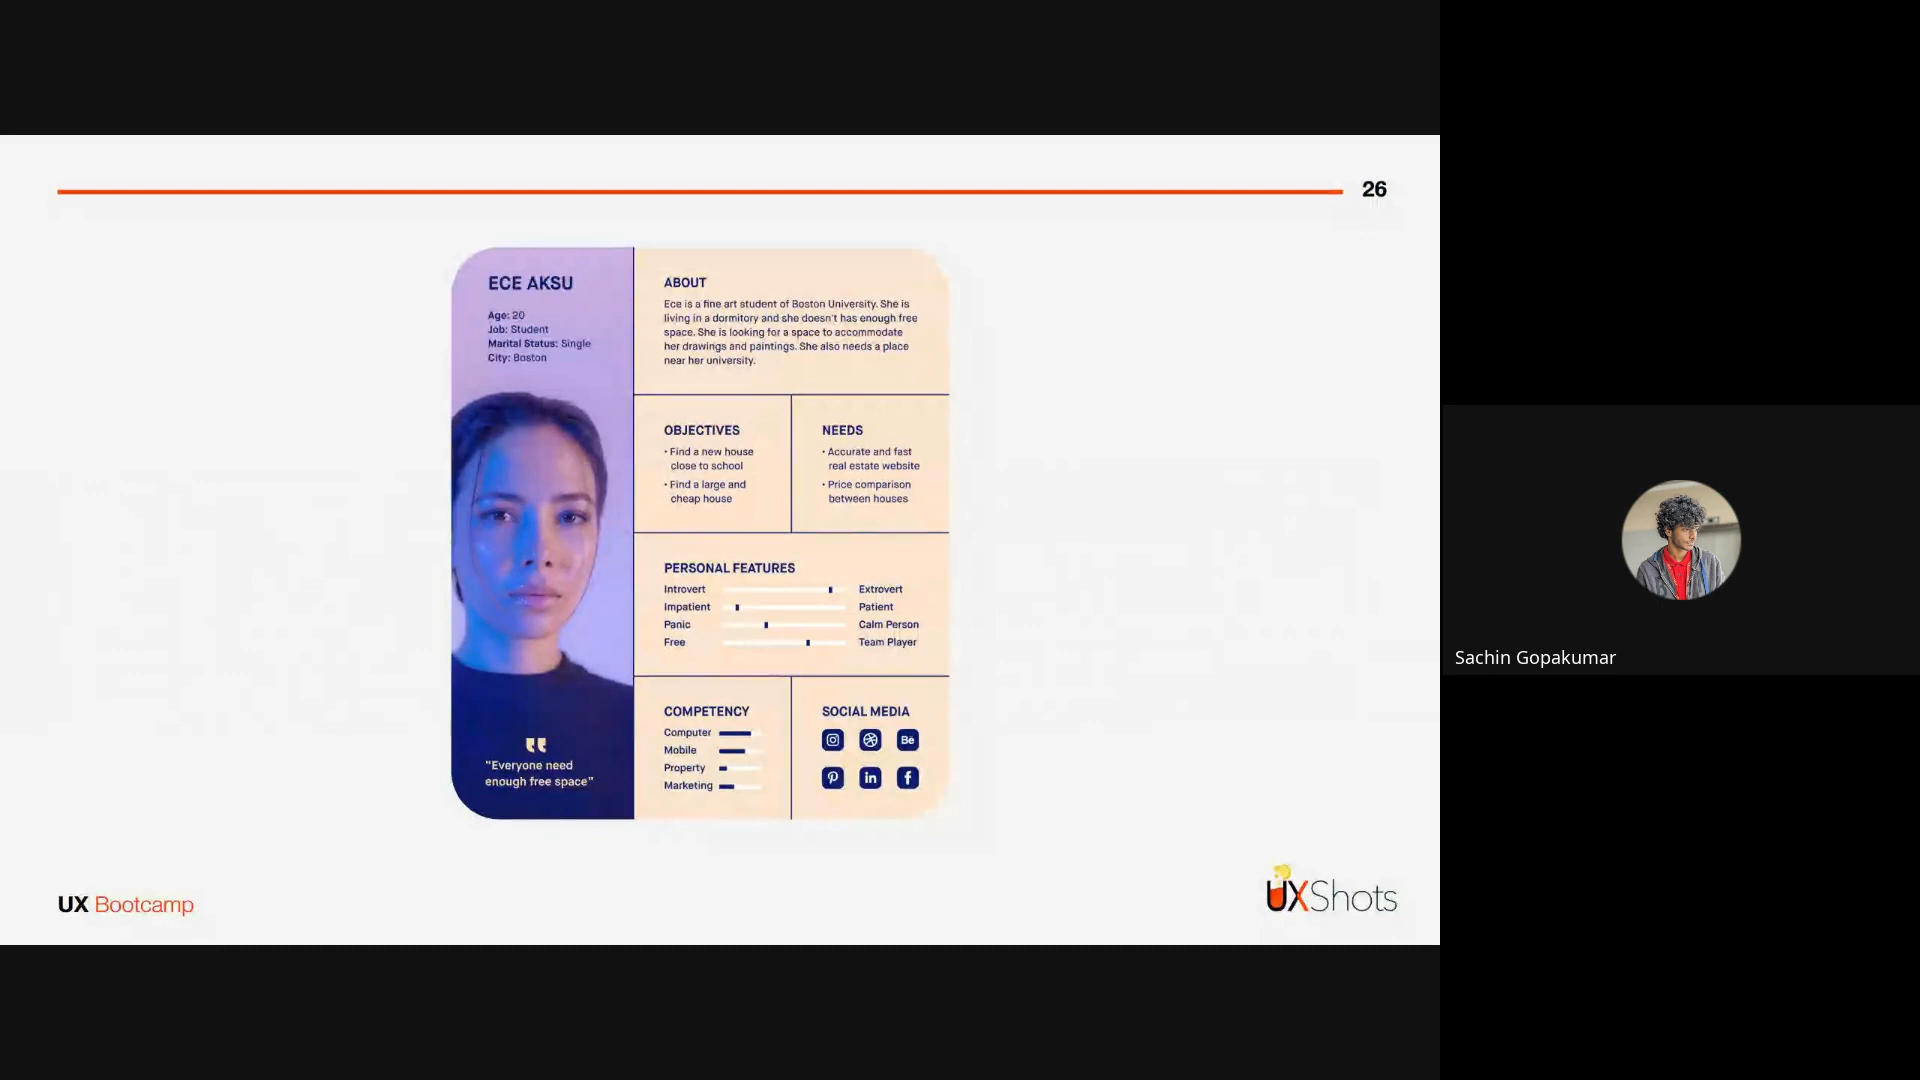 26
ECE AKSU
Age: 20
Job: Student
Marital Status: Single
City: Boston
"Everyone need
enough free space"
ABOUT
Ece is a fine art student of Boston University. She is
living in a dormitory and she doesn't has enough free
space. She is looking for a space to accommodate
her drawings and paintings. She also needs a place
near her university.
OBJECTIVES
• Find a new house
close to school
• Find a large and
cheap house
NEEDS
• Accurate and fast
real estate website
• Price comparison
between houses
PERSONAL FEATURES
Introvert Extrovert
Impatient Patient
Panic Calm Person
Free Team Player
COMPETENCY
Computer
Mobile
Property
Marketing
SOCIAL MEDIA
Be
in
f
UX Bootcamp
UXShots
Sachin Gopakumar